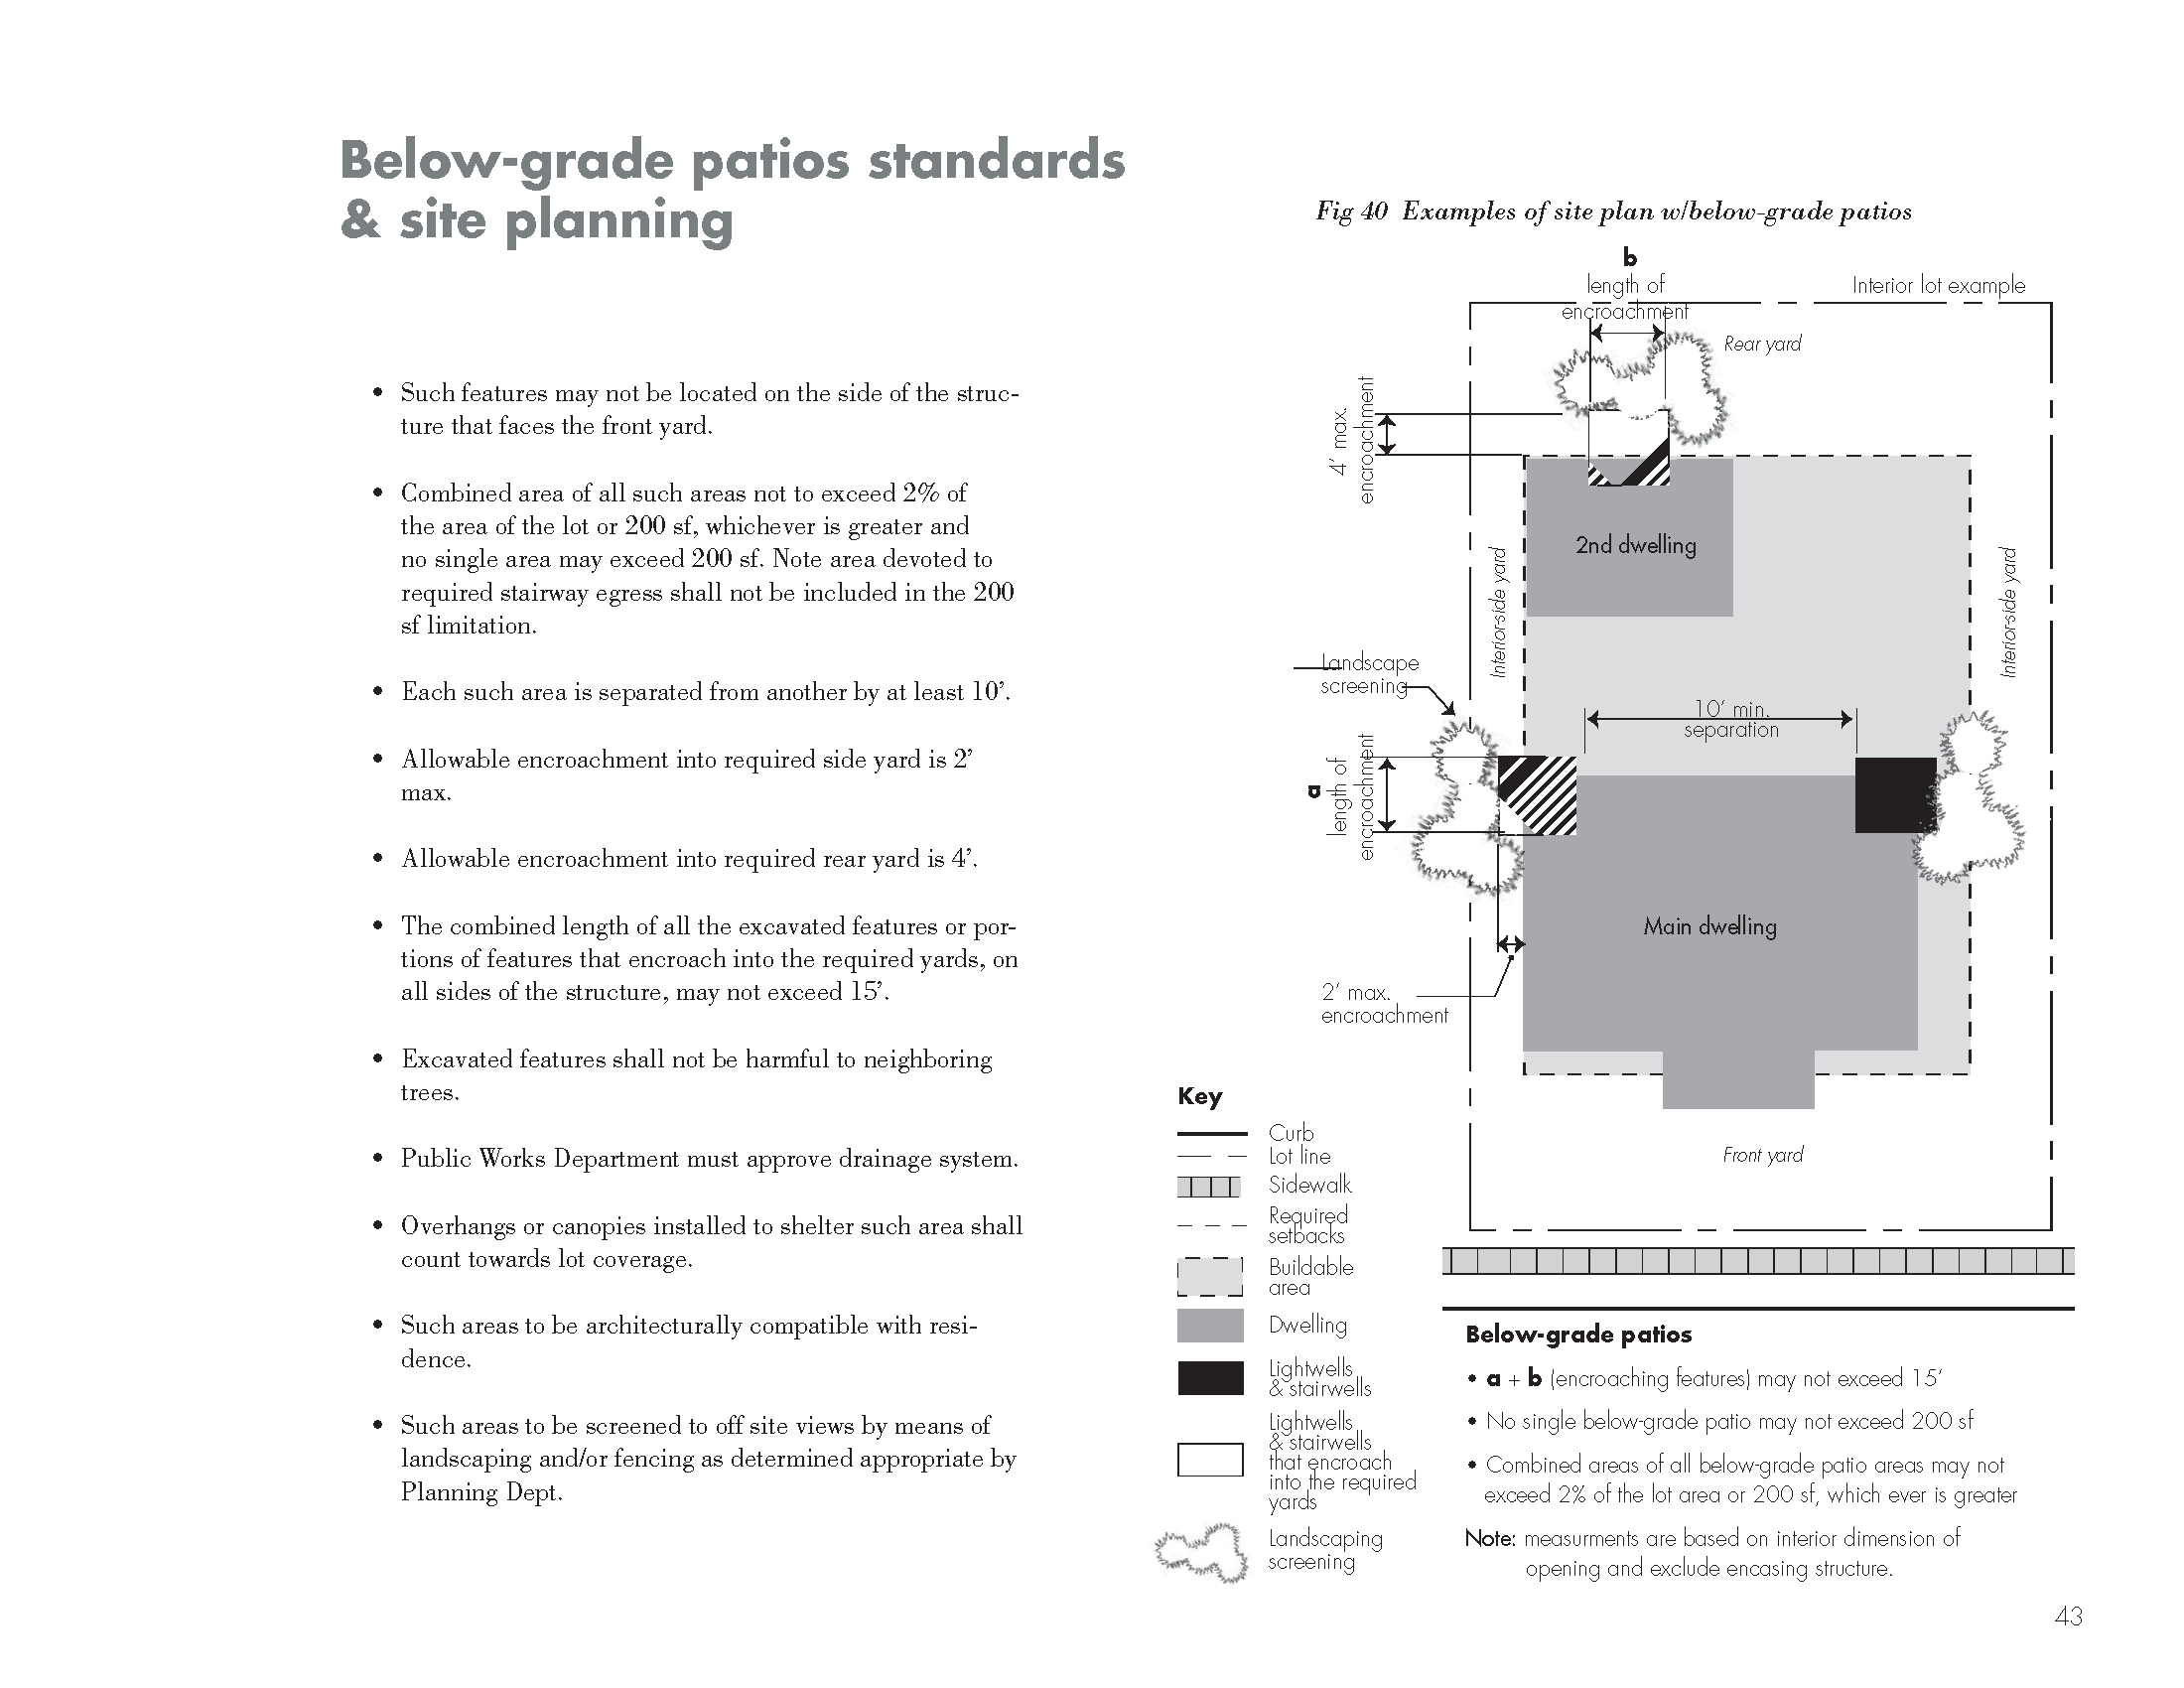 Below-grade patios standards
& site planning
• Such features may not be located on the side of the struc-
ture that faces the front yard.
• Combined area of all such areas not to exceed 2% of
the area of the lot or 200 sf, whichever is greater and
no single area may exceed 200 sf. Note area devoted to
required stairway egress shall not be included in the 200
sf limitation.
• Each such area is separated from another by at least 10’.
• Allowable encroachment into required side yard is 2’
max.
• Allowable encroachment into required rear yard is 4’.
• The combined length of all the excavated features or por-
tions of features that encroach into the required yards, on
all sides of the structure, may not exceed 15’.
• Excavated features shall not be harmful to neighboring
trees.
• Public Works Department must approve drainage system.
• Overhangs or canopies installed to shelter such area shall
count towards lot coverage.
• Such areas to be architecturally compatible with resi-
dence.
• Such areas to be screened to off site views by means of
landscaping and/or fencing as determined appropriate by
Planning Dept.
Fig 40 Examples of site plan w/below-grade patios
b
length of
encroachment
Interior lot example
Rear yard
4’ max.
encroachment
2nd dwelling
Interior-side yard
Interior-side yard
Landscape
screening
10’ min.
separation
a
length of
encroachment
Main dwelling
2’ max.
encroachment
Front yard
Key
Curb
Lot line
Sidewalk
Required
setbacks
Buildable
area
Dwelling
Lightwells
& stairwells
Lightwells
& stairwells
that encroach
into the required
yards
Landscaping
screening
Below-grade patios
• a + b (encroaching features) may not exceed 15’
• No single below-grade patio may not exceed 200 sf
• Combined areas of all below-grade patio areas may not
exceed 2% of the lot area or 200 sf, which ever is greater
Note: measurments are based on interior dimension of
opening and exclude encasing structure.
43